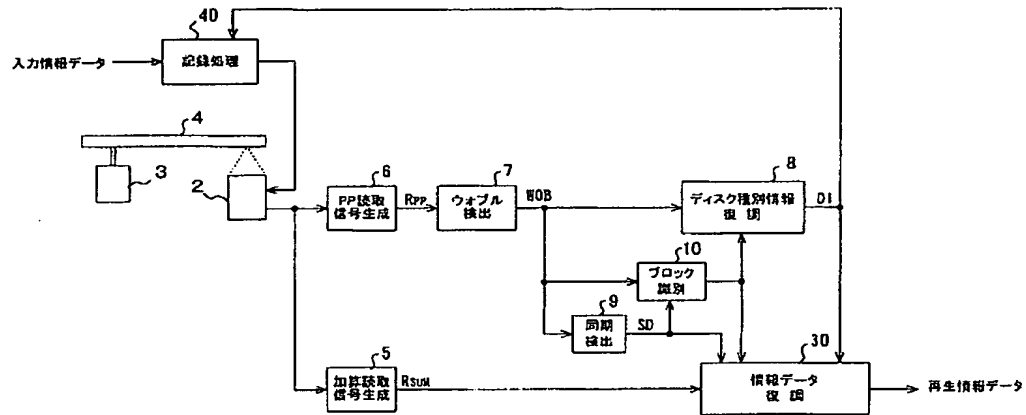 40
記録処理
入力情報データ
4
3
2
6
PP読取
信号生成
RPP
7
ウォブル
検出
WOB
8
ディスク種別情報
復調
DI
10
ブロック
識別
9
同期
検出
SD
5
加算読取
信号生成
RSUM
30
情報データ
復調
再生情報データ